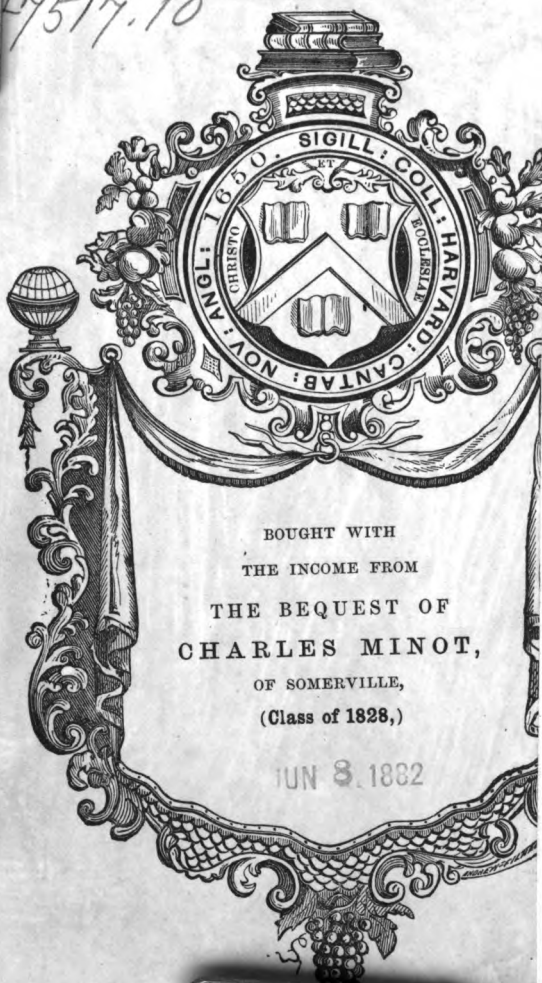 7517.10
SIGILL: COLL: HARVARD: CANTAB: NOV: ANGL: 1650.
ET
CHRISTO
ECCLESIAE
BOUGHT WITH
THE INCOME FROM
THE BEQUEST OF
CHARLES MINOT,
OF SOMERVILLE,
(Class of 1828,)
JUN 8. 1882